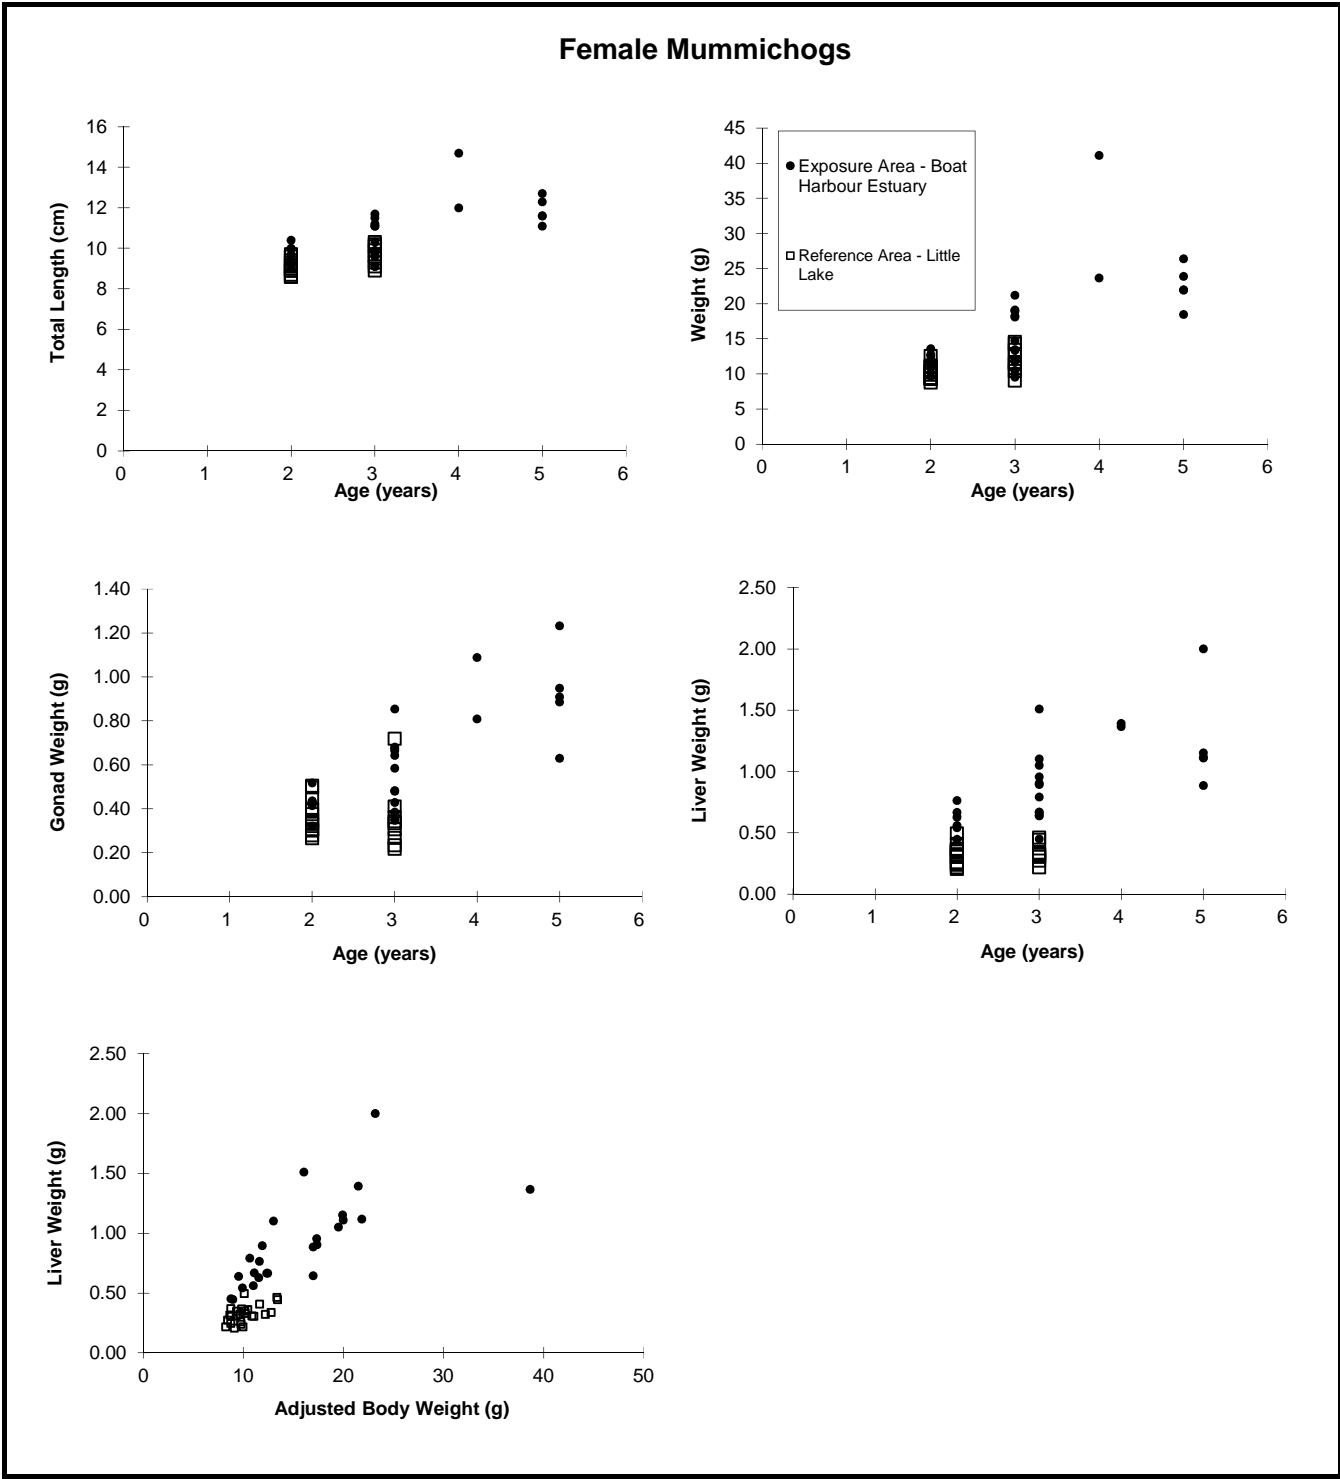 Female Mummichogs
16
14
12
10
8
6
4
2
0
Total Length (cm)
0 1 2 3 4 5 6
Age (years)
45
40
35
30
25
20
15
10
5
0
Weight (g)
Exposure Area - Boat
Harbour Estuary
Reference Area - Little
Lake
0 1 2 3 4 5 6
Age (years)
1.40
1.20
1.00
0.80
0.60
0.40
0.20
0.00
Gonad Weight (g)
0 1 2 3 4 5 6
Age (years)
2.50
2.00
1.50
1.00
0.50
0.00
Liver Weight (g)
0 1 2 3 4 5 6
Age (years)
2.50
2.00
1.50
1.00
0.50
0.00
Liver Weight (g)
0 10 20 30 40 50
Adjusted Body Weight (g)